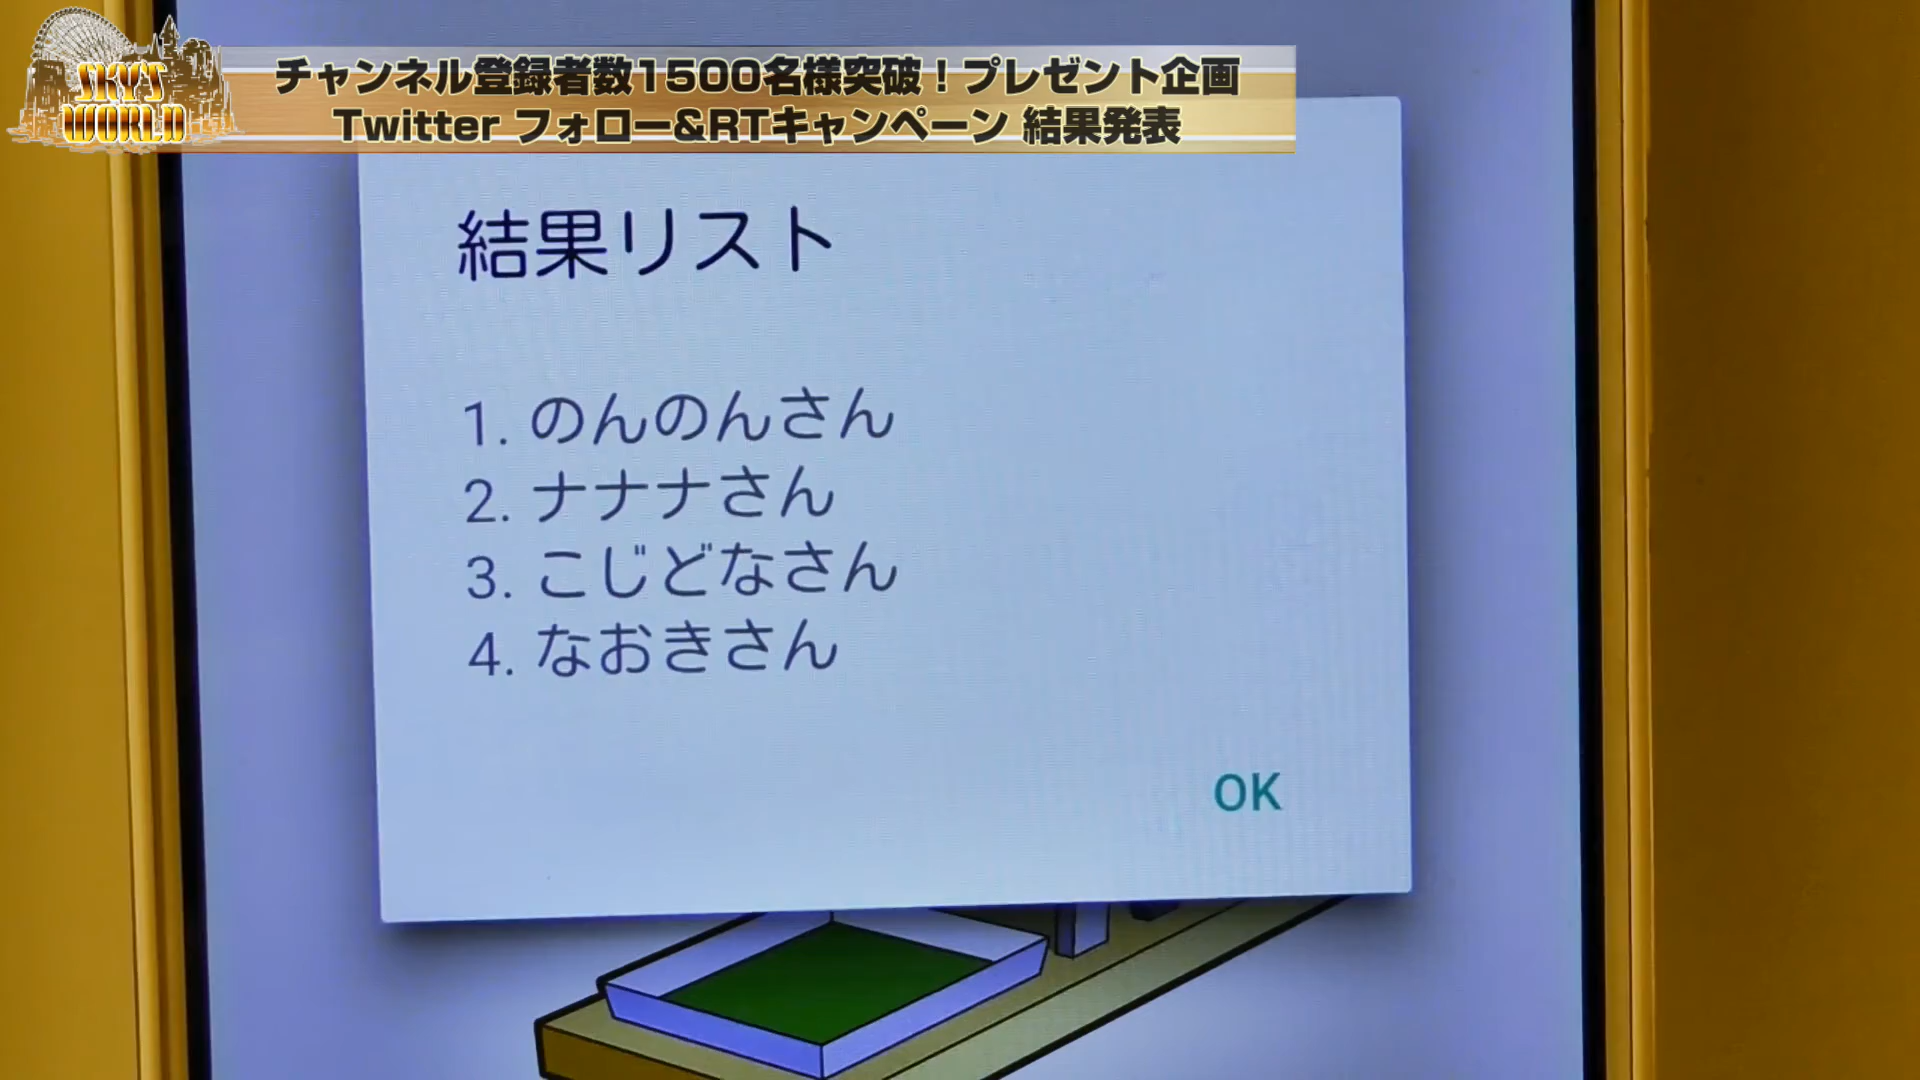 SKY'S
WORLD
チャンネル登録者数1500名様突破！プレゼント企画
Twitter フォロー&RTキャンペーン 結果発表
結果リスト
1. のんのんさん
2. ナナナさん
3. こじどなさん
4. なおきさん
OK